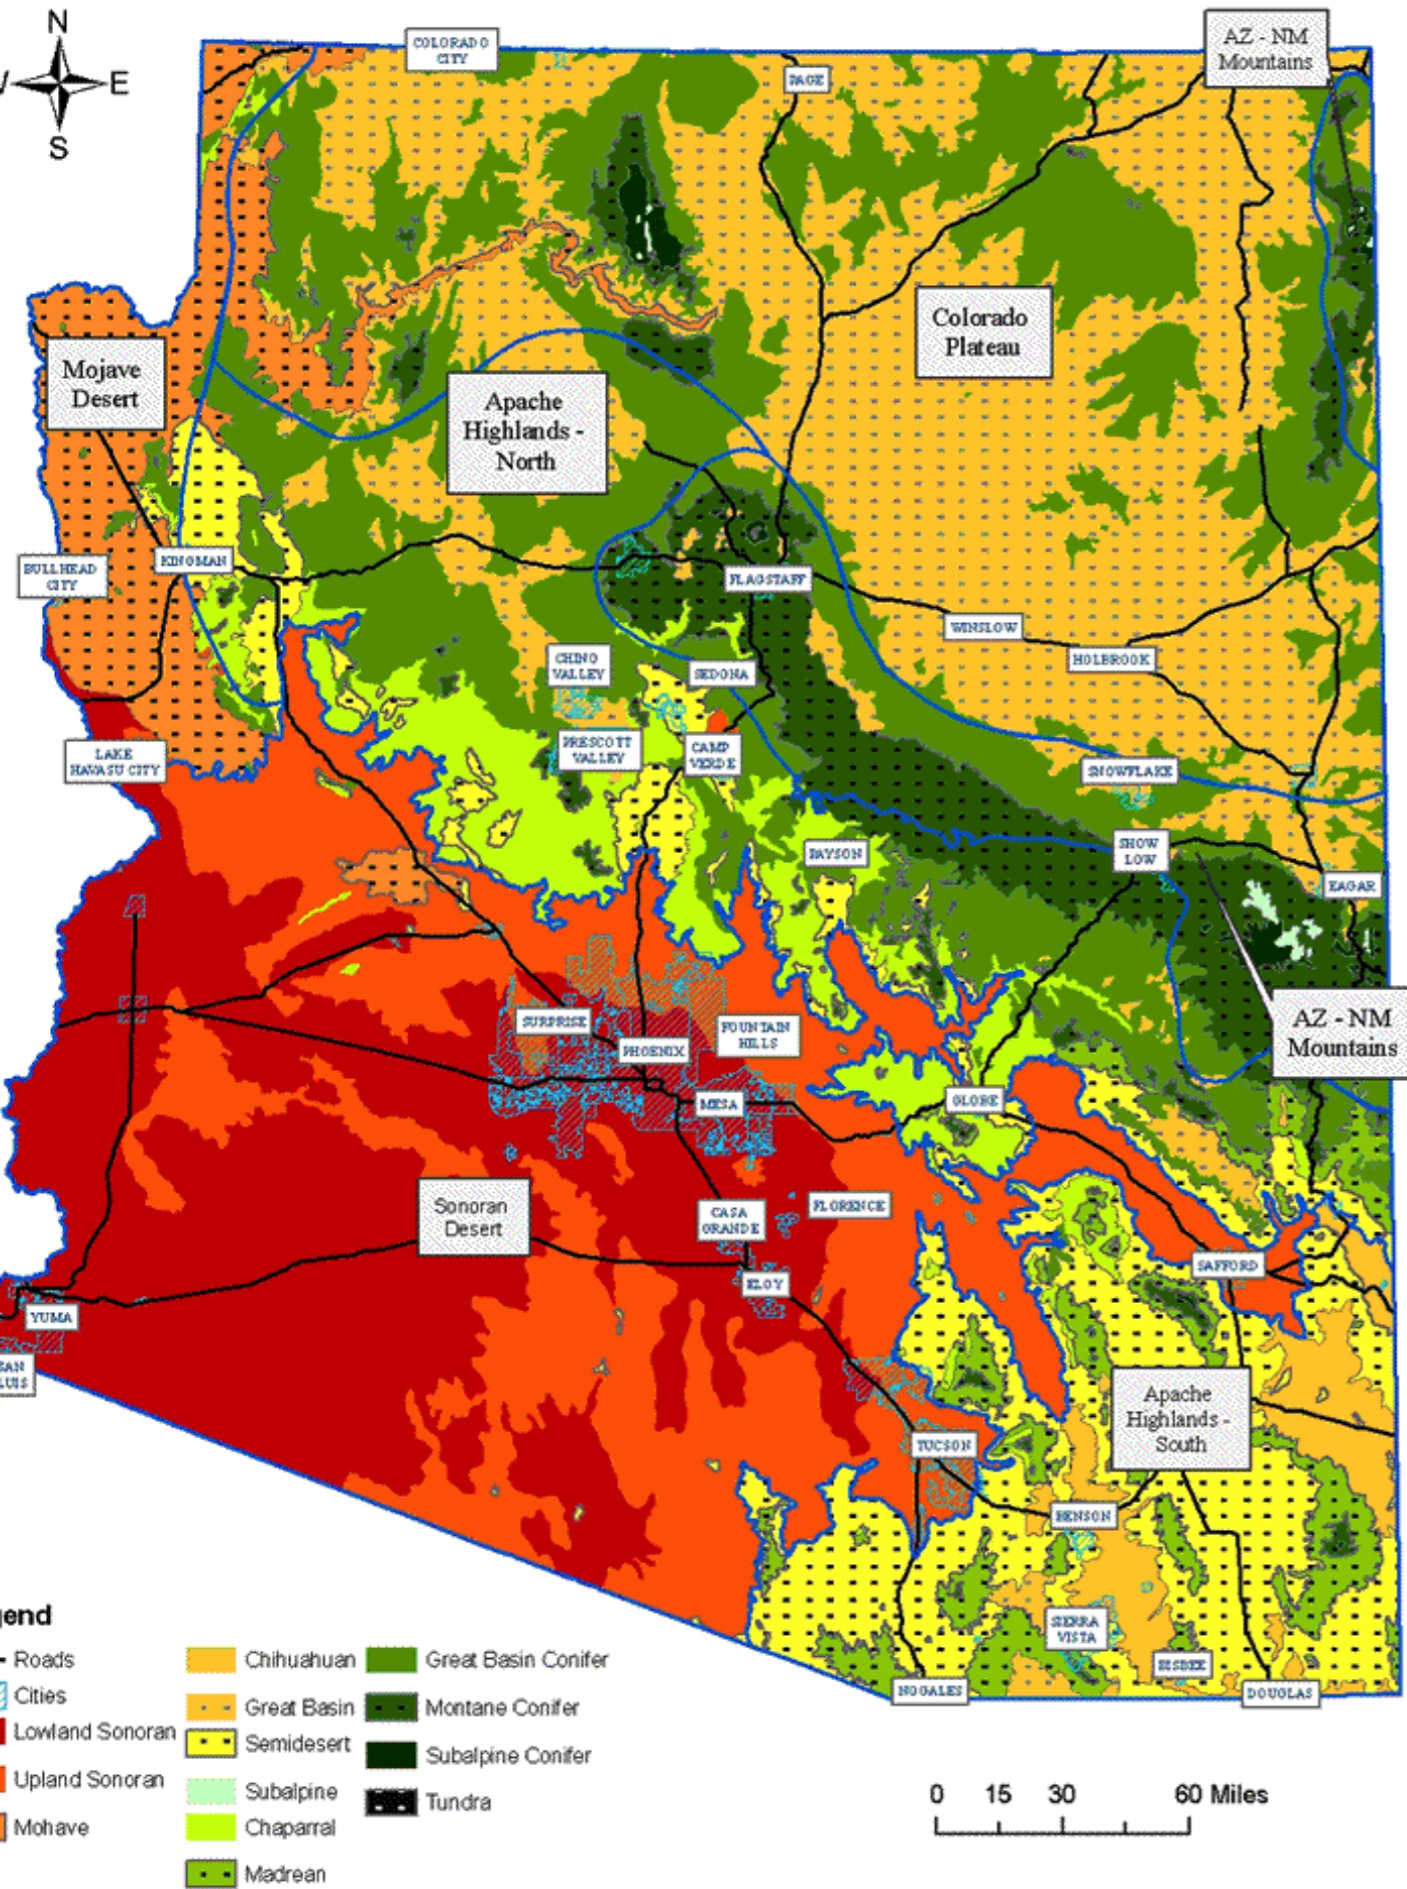 N
W E
S
COLORADO
CITY
PAGE
AZ - NM
Mountains
Mojave
Desert
Apache
Highlands -
North
Colorado
Plateau
BULLHEAD
CITY
KINGMAN
FLAGSTAFF
WINSLOW
HOLBROOK
CHINO
VALLEY
SEDONA
LAKE
HAVASU CITY
PRESCOTT
VALLEY
CAMP
VERDE
SNOWFLAKE
PAYSON
SHOW
LOW
EAGAR
SURPRISE
PHOENIX
FOUNTAIN
HILLS
AZ - NM
Mountains
MESA
GLOBE
Sonoran
Desert
CASA
GRANDE
FLORENCE
ELOY
SAFFORD
YUMA
SAN
LUIS
Apache
Highlands -
South
TUCSON
BENSON
SIERRA
VISTA
BISBEE
NOGALES
DOUGLAS
gend
Roads
Cities
Lowland Sonoran
Upland Sonoran
Mohave
Chihuahuan
Great Basin
Semidesert
Subalpine
Chaparral
Madrean
Great Basin Conifer
Montane Conifer
Subalpine Conifer
Tundra
0 15 30 60 Miles